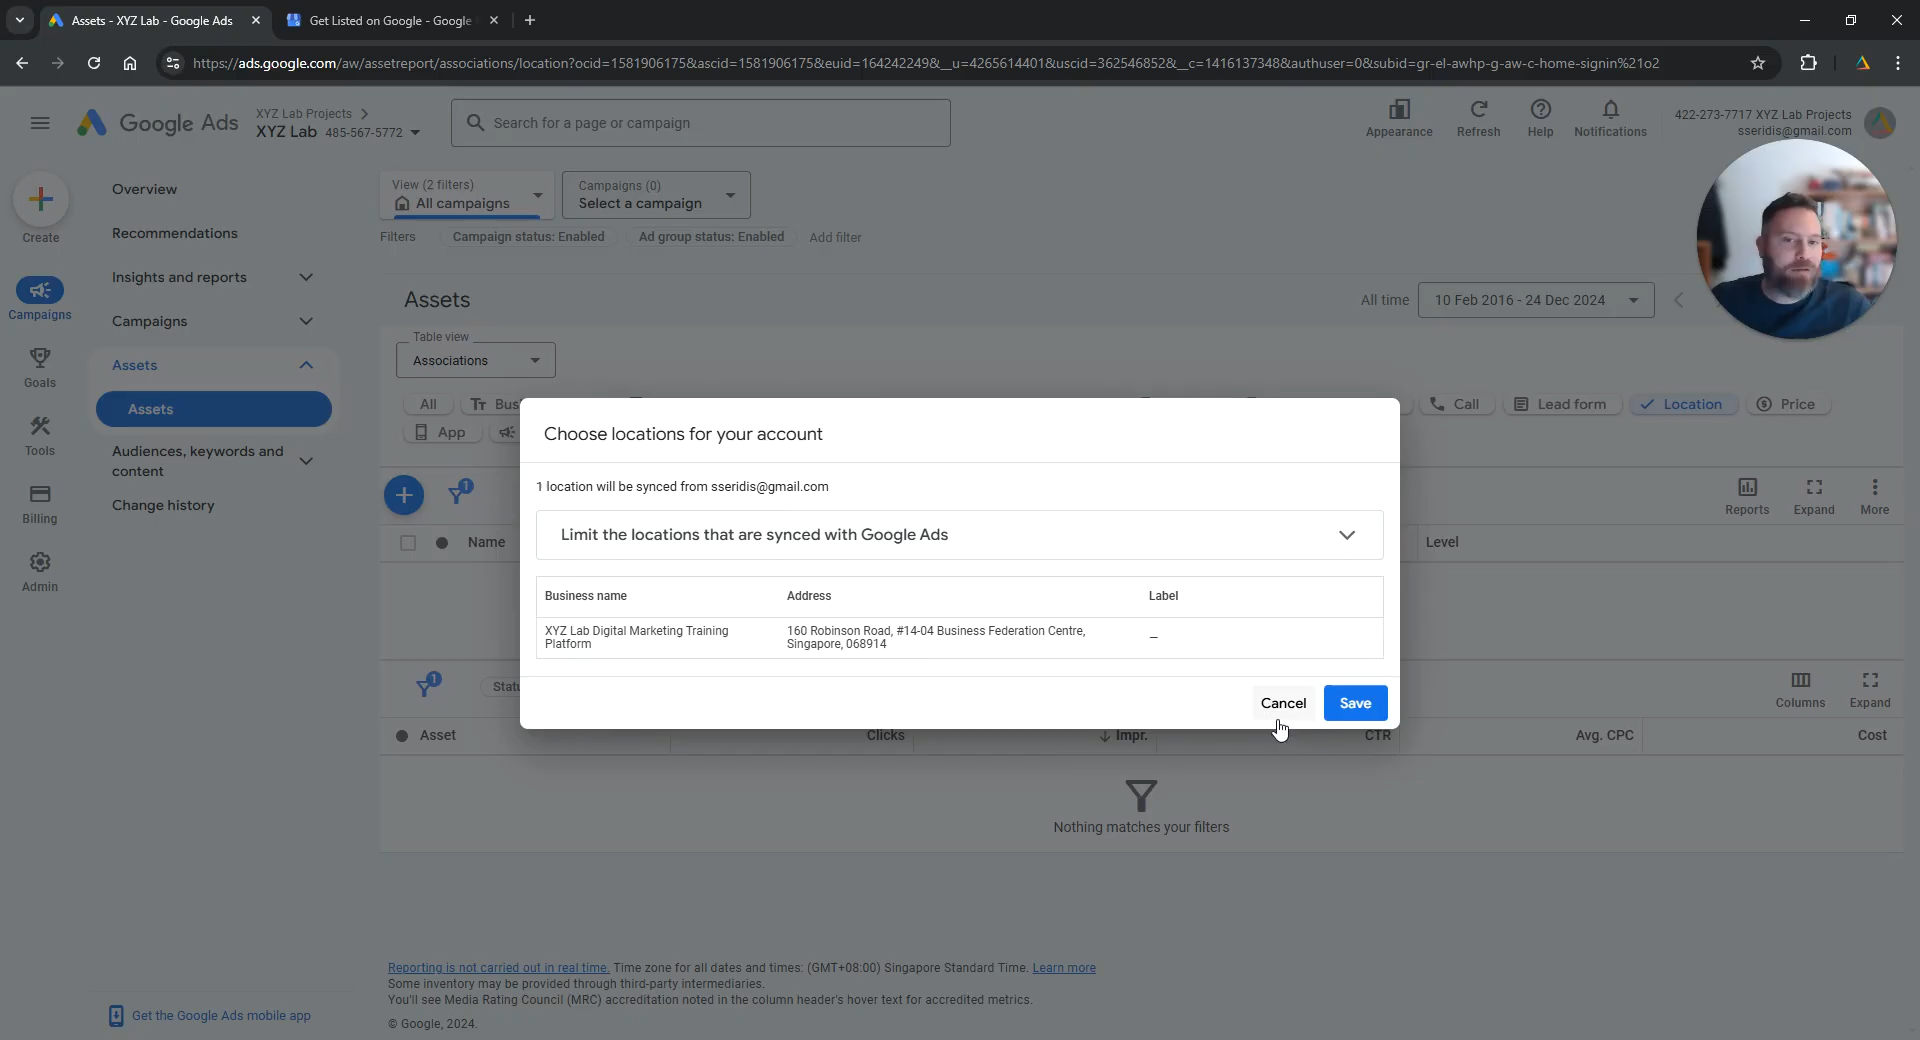 Assets - XYZ Lab - Google Ads
Get Listed on Google - Google
https://ads.google.com/aw/assetreport/associations/location?ocid=1581906175&ascid=1581906175&euid=164242249&__u=4265614401&uscid=362546852&__c=1416137348&authuser=0&subid=gr-el-awhp-g-aw-c-home-signin%21o2
Google Ads
XYZ Lab Projects
XYZ Lab 485-567-5772
Search for a page or campaign
Appearance
Refresh
Help
Notifications
422-273-7717 XYZ Lab Projects
sseridis@gmail.com
Create
Campaigns
Goals
Tools
Billing
Admin
Overview
Recommendations
Insights and reports
Campaigns
Assets
Assets
Audiences, keywords and
content
Change history
Get the Google Ads mobile app
View (2 filters)
All campaigns
Campaigns (0)
Select a campaign
Filters
Campaign status: Enabled
Ad group status: Enabled
Add filter
Assets
All time
10 Feb 2016 - 24 Dec 2024
Table view
Associations
All
Tt Bus
Call
Lead form
Location
Price
App
1
Reports
Expand
More
Name
Level
Choose locations for your account
1 location will be synced from sseridis@gmail.com
Limit the locations that are synced with Google Ads
Business name Address Label
XYZ Lab Digital Marketing Training
Platform
160 Robinson Road, #14-04 Business Federation Centre,
Singapore, 068914
—
Cancel
Save
1
Statu
Columns
Expand
Asset Clicks Impr. CTR Avg. CPC Cost
Nothing matches your filters
Reporting is not carried out in real time. Time zone for all dates and times: (GMT+08:00) Singapore Standard Time. Learn more
Some inventory may be provided through third-party intermediaries.
You'll see Media Rating Council (MRC) accreditation noted in the column header's hover text for accredited metrics.
© Google, 2024.